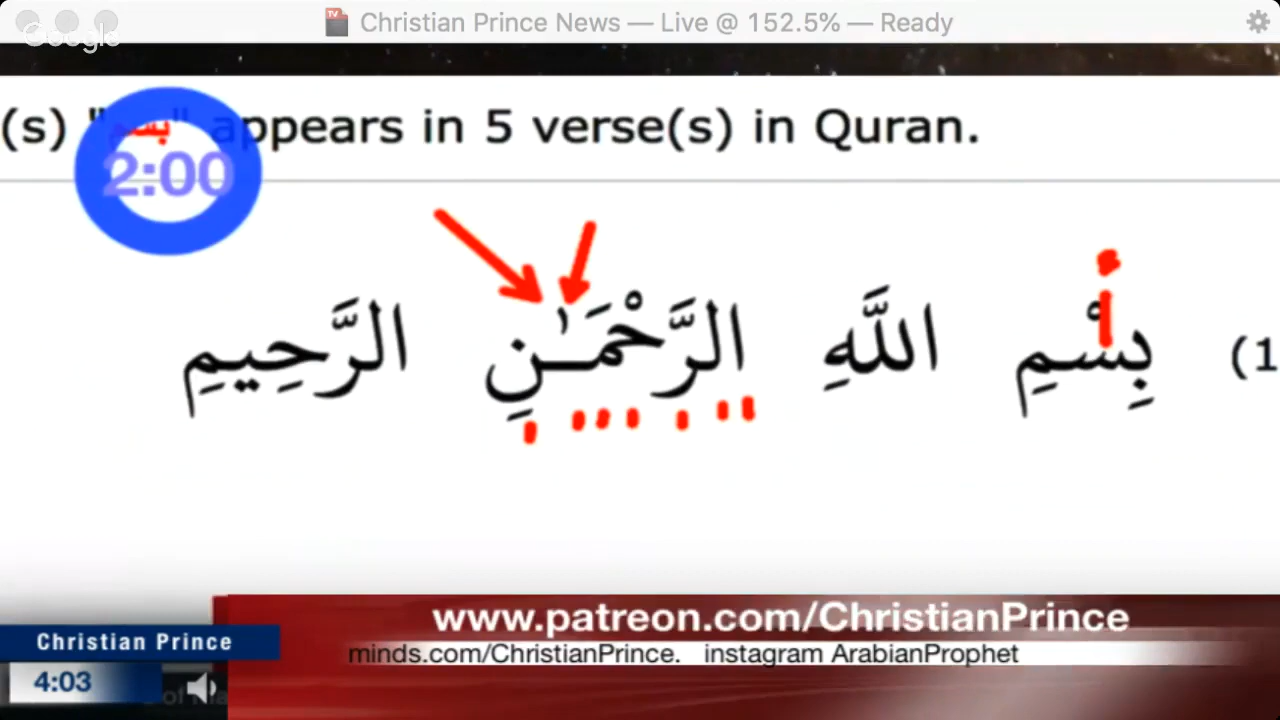 Christian Prince News — Live @ 152.5% — Ready
Google
(s) "بسم" appears in 5 verse(s) in Quran.
2:00
بِسْمِ اللَّهِ الرَّحْمَـٰنِ الرَّحِيمِ (1
www.patreon.com/ChristianPrince
Christian Prince
minds.com/ChristianPrince. instagram ArabianProphet
4:03